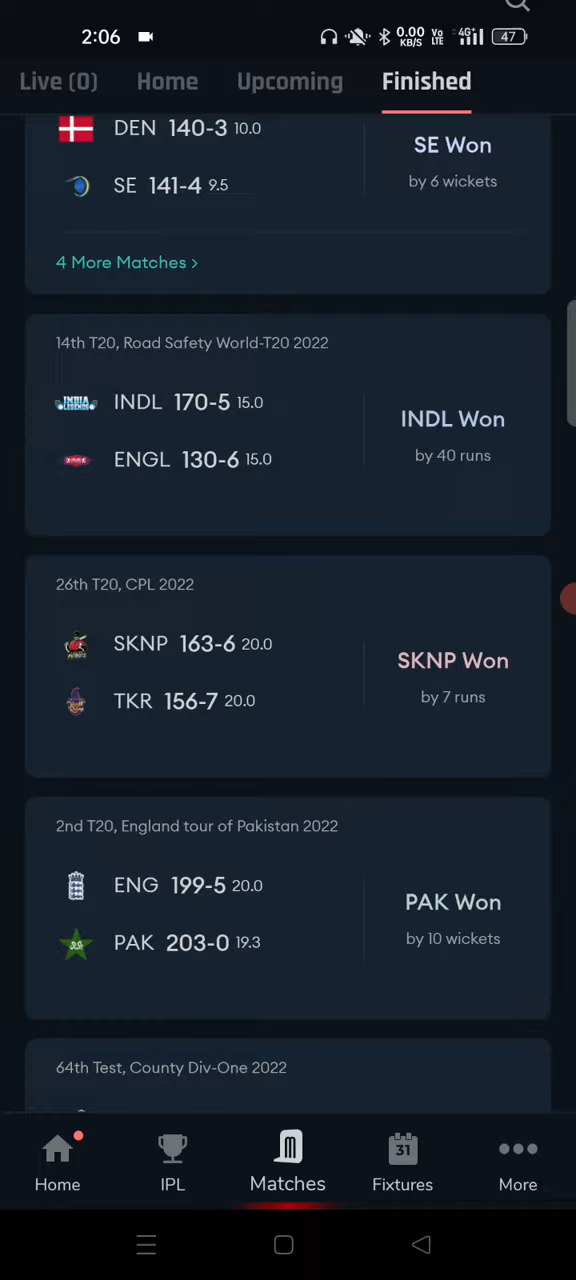 2:06
0.00 KB/S
Vo LTE
4G+
47
Live (0) Home Upcoming Finished
DEN 140-3 10.0
SE 141-4 9.5
SE Won
by 6 wickets
4 More Matches >
14th T20, Road Safety World-T20 2022
INDIA LEGENDS
INDL 170-5 15.0
ENGL 130-6 15.0
INDL Won
by 40 runs
26th T20, CPL 2022
SKNP 163-6 20.0
TKR 156-7 20.0
SKNP Won
by 7 runs
2nd T20, England tour of Pakistan 2022
ENG 199-5 20.0
PAK 203-0 19.3
PAK Won
by 10 wickets
64th Test, County Div-One 2022
31
Home IPL Matches Fixtures More